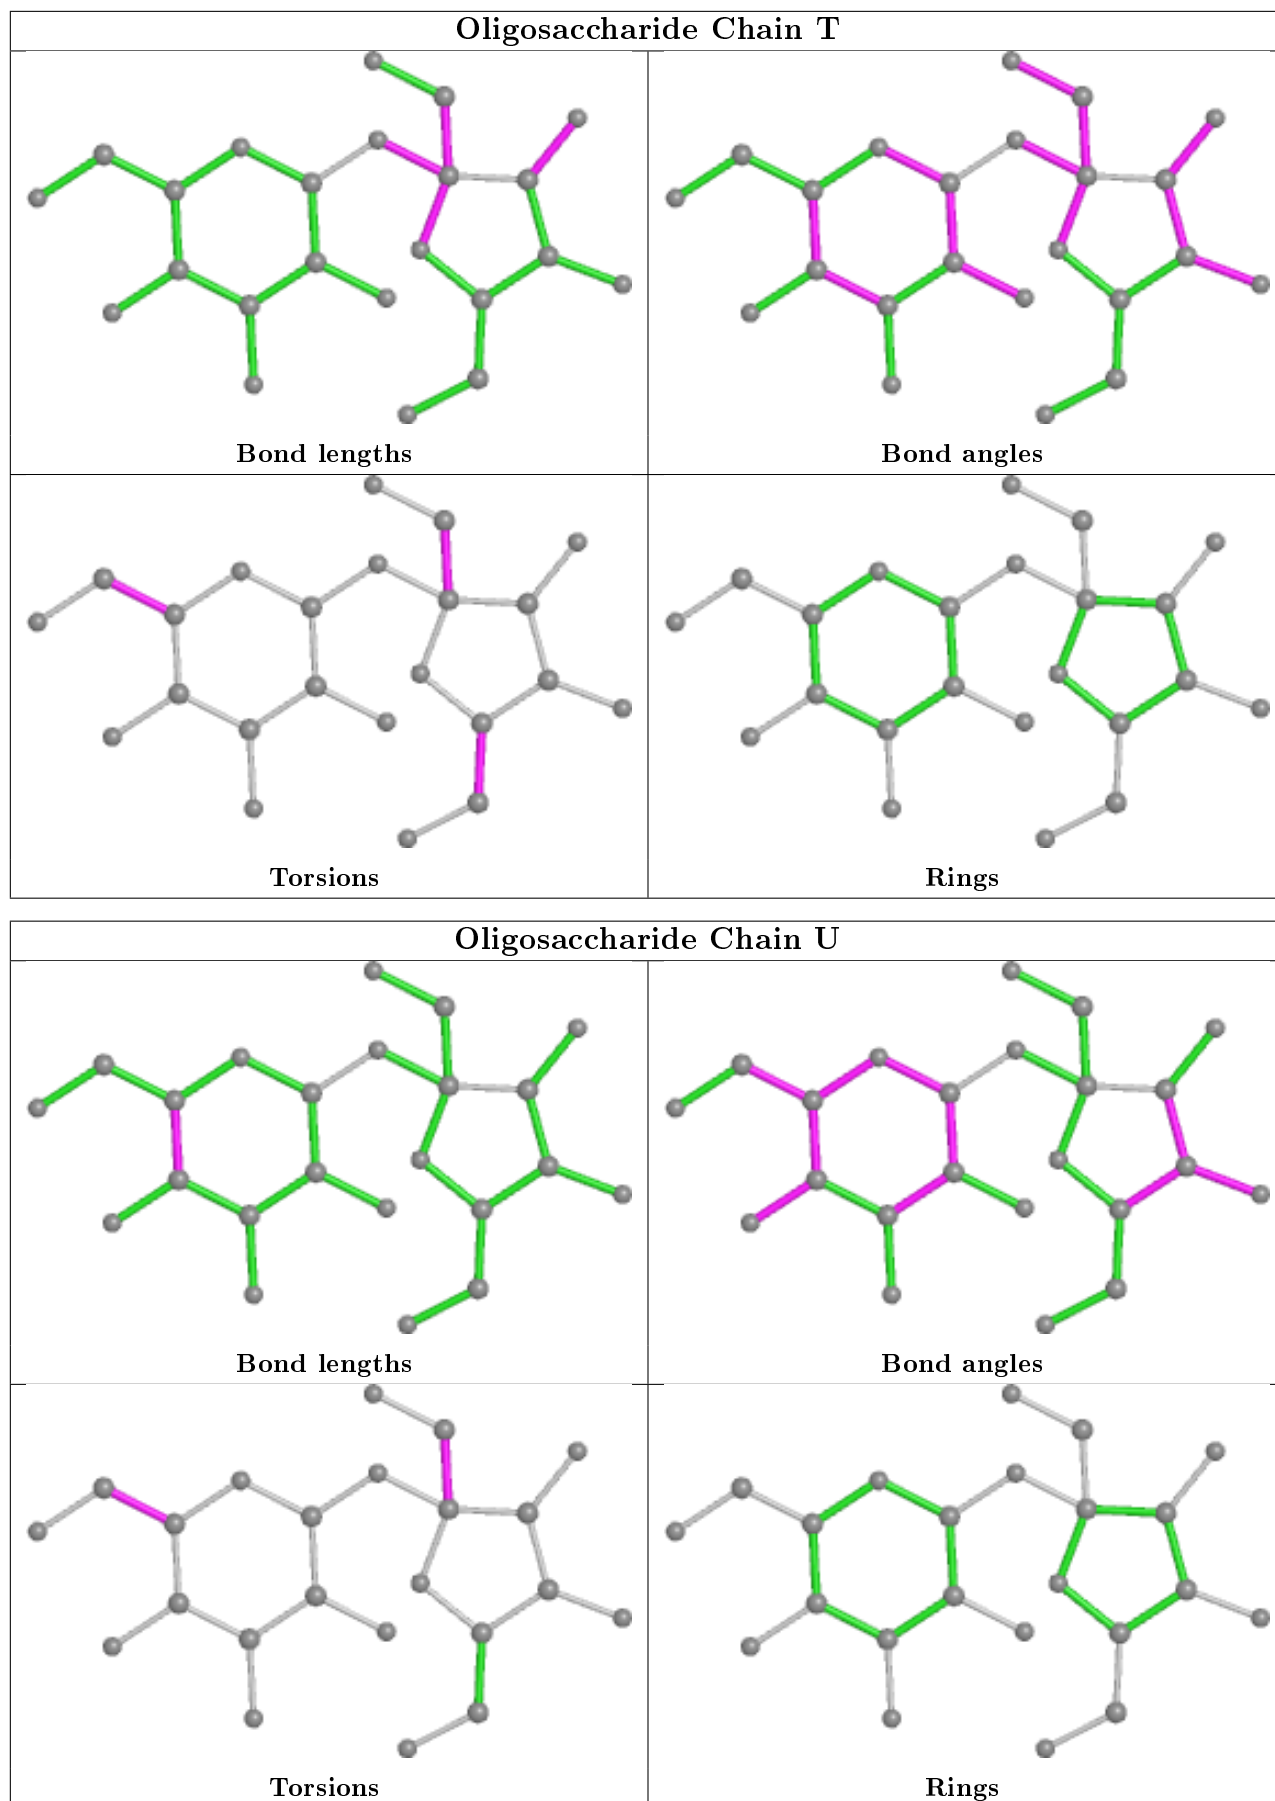 Oligosaccharide Chain T
Bond lengths
Bond angles
Torsions
Rings
Oligosaccharide Chain U
Bond lengths
Bond angles
Torsions
Rings